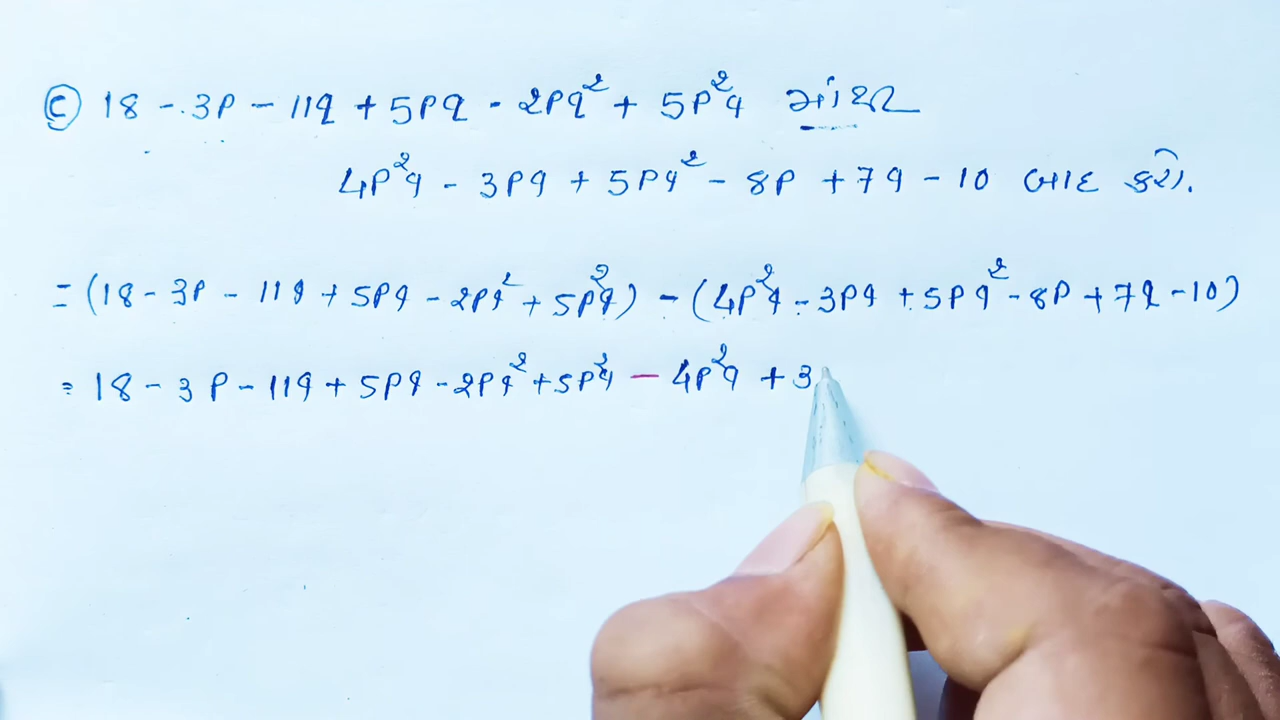 (c) 18 - 3p - 11q + 5pq - 2pq² + 5p²q માંથી
4p²q - 3pq + 5pq² - 8p + 7q - 10 બાદ કરો.
= (18 - 3p - 11q + 5pq - 2pq² + 5p²q) - (4p²q - 3pq + 5pq² - 8p + 7q - 10)
= 18 - 3p - 11q + 5pq - 2pq² + 5p²q - 4p²q + 3